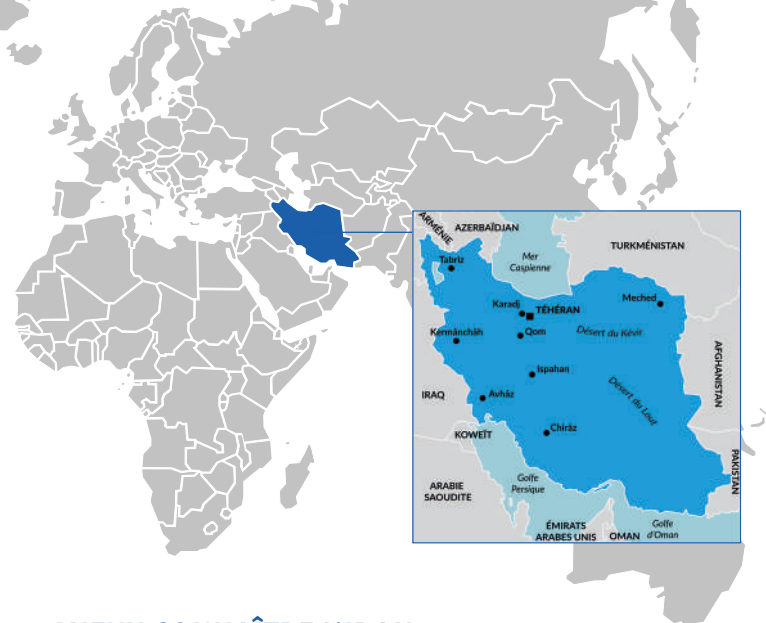 ARMÉNIE
AZERBAÏDJAN
TURKMÉNISTAN
Tabriz
Mer
Caspienne
Karadj
TÉHÉRAN
Meched
Kermânchâh
Qom
Désert du Kévir
AFGHANISTAN
Ispahan
Désert du Lout
IRAQ
Avhâz
Chirâz
KOWEÏT
PAKISTAN
ARABIE
SAOUDITE
Golfe
Persique
ÉMIRATS
ARABES UNIS
OMAN
Golfe
d'Oman